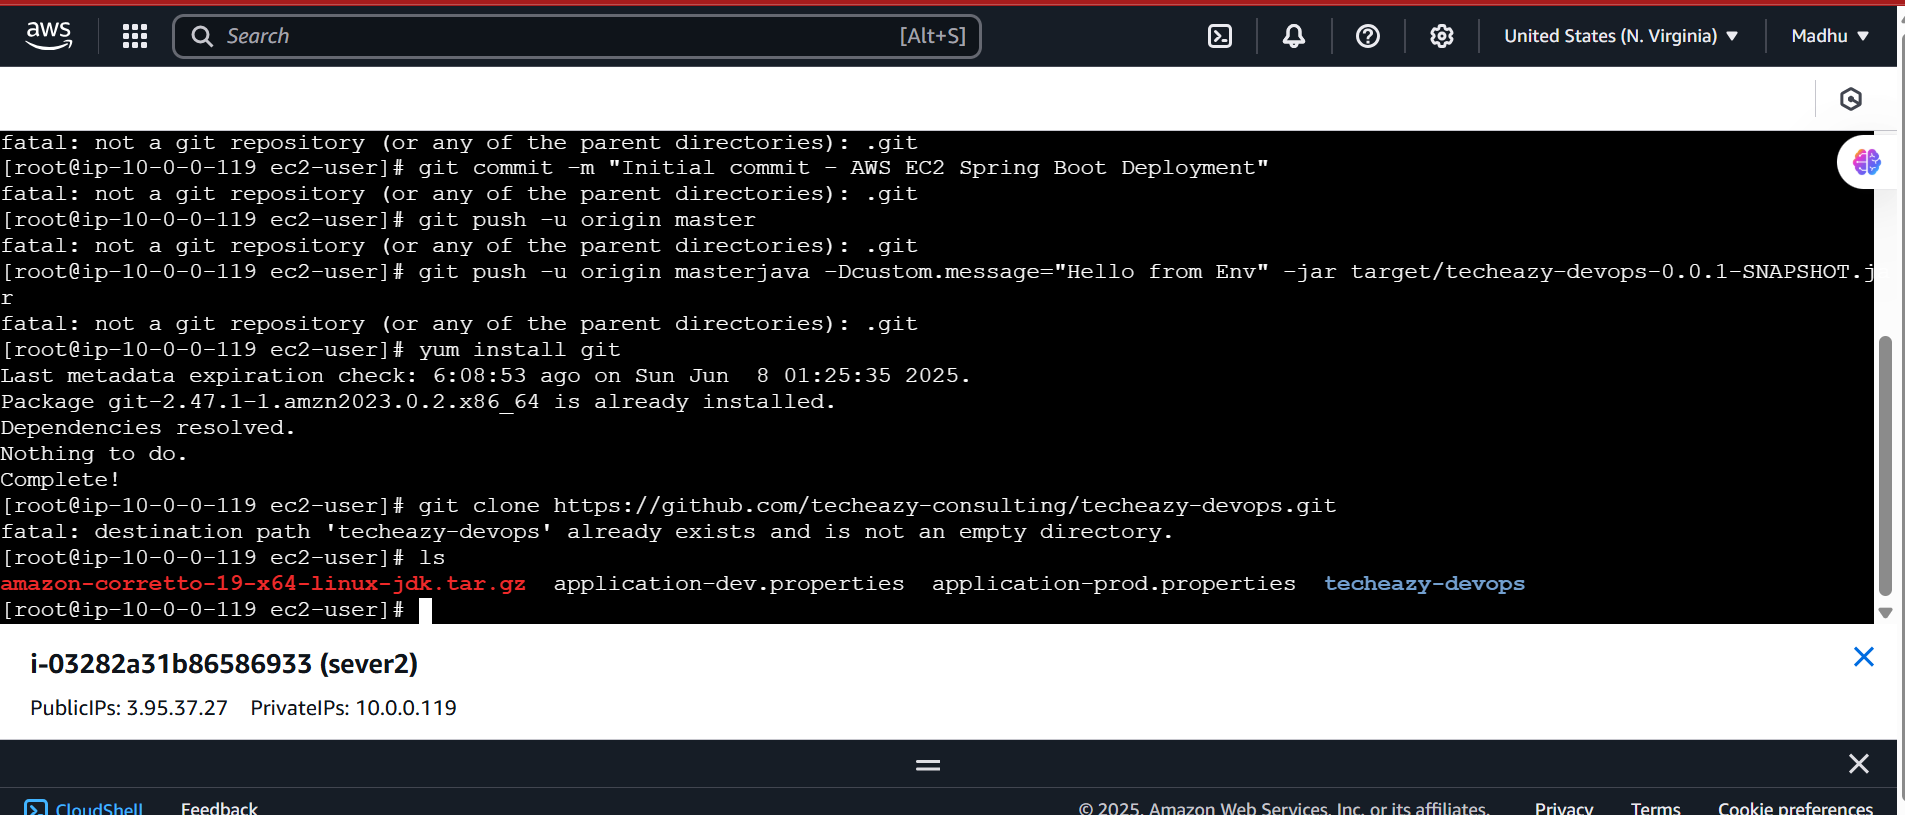 aws
Search
[Alt+S]
United States (N. Virginia)
Madhu
fatal: not a git repository (or any of the parent directories): .git
[root@ip-10-0-0-119 ec2-user]# git commit -m "Initial commit - AWS EC2 Spring Boot Deployment"
fatal: not a git repository (or any of the parent directories): .git
[root@ip-10-0-0-119 ec2-user]# git push -u origin master
fatal: not a git repository (or any of the parent directories): .git
[root@ip-10-0-0-119 ec2-user]# git push -u origin masterjava -Dcustom.message="Hello from Env" -jar target/techeazy-devops-0.0.1-SNAPSHOT.ja
r
fatal: not a git repository (or any of the parent directories): .git
[root@ip-10-0-0-119 ec2-user]# yum install git
Last metadata expiration check: 6:08:53 ago on Sun Jun  8 01:25:35 2025.
Package git-2.47.1-1.amzn2023.0.2.x86_64 is already installed.
Dependencies resolved.
Nothing to do.
Complete!
[root@ip-10-0-0-119 ec2-user]# git clone https://github.com/techeazy-consulting/techeazy-devops.git
fatal: destination path 'techeazy-devops' already exists and is not an empty directory.
[root@ip-10-0-0-119 ec2-user]# ls
amazon-corretto-19-x64-linux-jdk.tar.gz  application-dev.properties  application-prod.properties  techeazy-devops
[root@ip-10-0-0-119 ec2-user]#
i-03282a31b86586933 (sever2)
PublicIPs: 3.95.37.27 PrivateIPs: 10.0.0.119
CloudShell
Feedback
© 2025, Amazon Web Services, Inc. or its affiliates.
Privacy
Terms
Cookie preferences